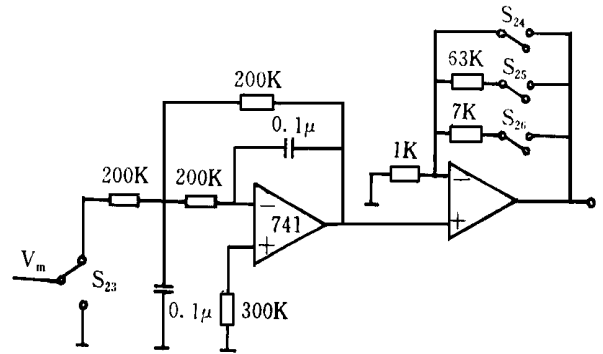 S₂₄
63K
S₂₅
200K
0.1μ
7K
S₂₆
1K
200K
200K
−
−
741
+
+
Vₘ
S₂₃
0.1μ
300K